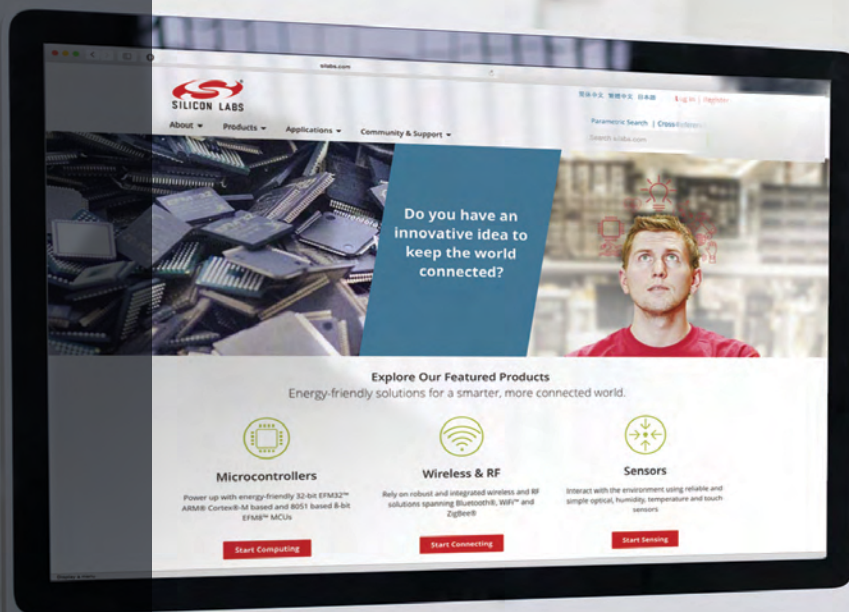 silabs.com
SILICON LABS
简体中文 繁體中文 日本語 Log In | Register
About Products Applications Community & Support
Parametric Search | Cross-Reference
Search silabs.com
Do you have an
innovative idea to
keep the world
connected?
Explore Our Featured Products
Energy-friendly solutions for a smarter, more connected world.
Microcontrollers
Power up with energy-friendly 32-bit EFM32™
ARM® Cortex®-M based and 8051 based 8-bit
EFM8™ MCUs
Start Computing
Wireless & RF
Rely on robust and integrated wireless and RF
solutions spanning Bluetooth®, WiFi™ and
ZigBee®
Start Connecting
Sensors
Interact with the environment using reliable and
simple optical, humidity, temperature and touch
sensors
Start Sensing
Display a menu